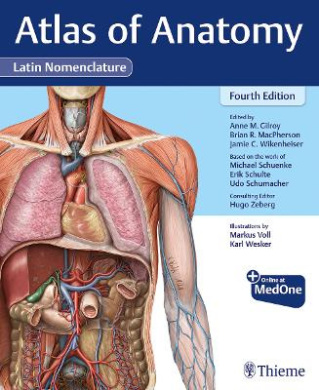 Atlas of Anatomy
Latin Nomenclature
Fourth Edition
Edited by
Anne M. Gilroy
Brian R. MacPherson
Jamie C. Wikenheiser
Based on the work of
Michael Schuenke
Erik Schulte
Udo Schumacher
Consulting Editor
Hugo Zeberg
Illustrations by
Markus Voll
Karl Wesker
+ Online at
MedOne
Thieme